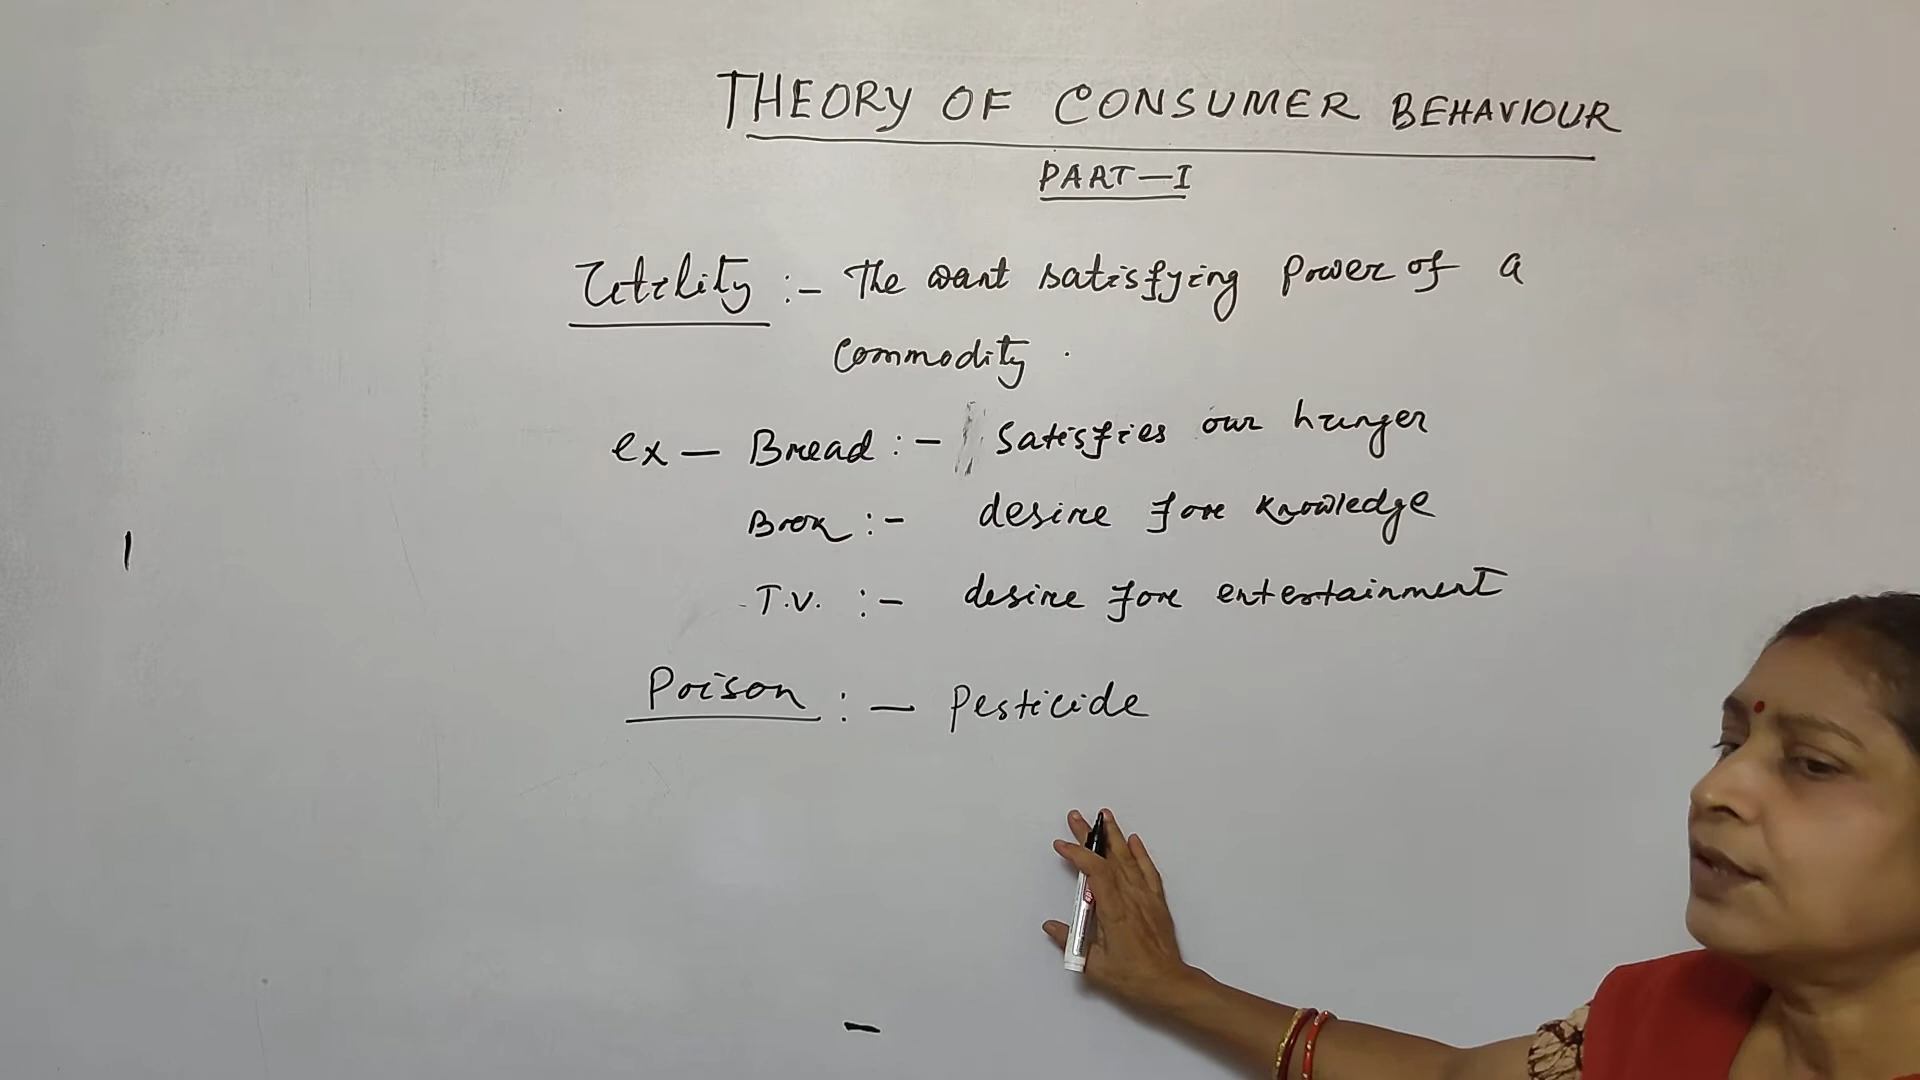 THEORY OF CONSUMER BEHAVIOUR
PART-I
Utility :- The want satisfying power of a
commodity.
ex - Bread :- satisfies our hunger
Book :- desire for knowledge
T.V. :- desire for entertainment
Poison :- Pesticide